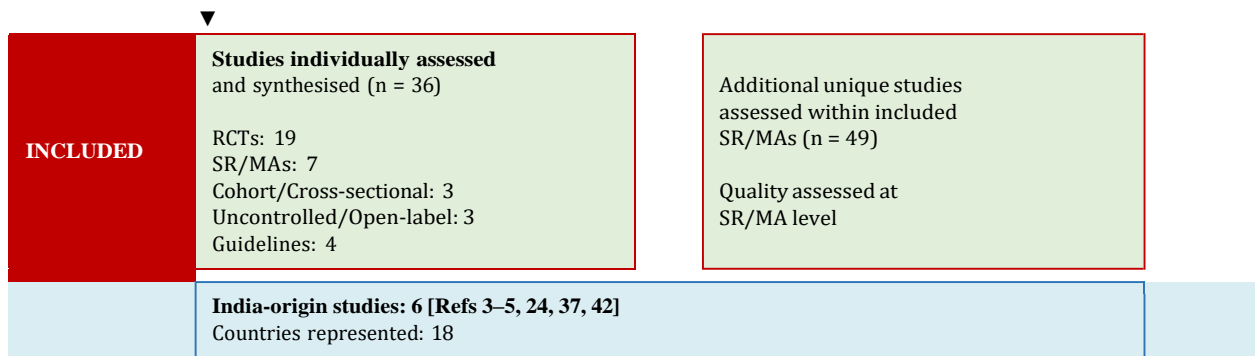 ▼
INCLUDED
Studies individually assessed
and synthesised (n = 36)
RCTs: 19
SR/MAs: 7
Cohort/Cross-sectional: 3
Uncontrolled/Open-label: 3
Guidelines: 4
Additional unique studies
assessed within included
SR/MAs (n = 49)
Quality assessed at
SR/MA level
India-origin studies: 6 [Refs 3–5, 24, 37, 42]
Countries represented: 18